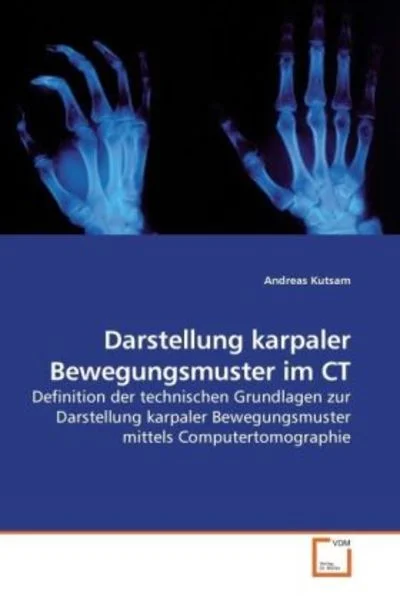 Andreas Kutsam
Darstellung karpaler
Bewegungsmuster im CT
Definition der technischen Grundlagen zur
Darstellung karpaler Bewegungsmuster
mittels Computertomographie
VDM